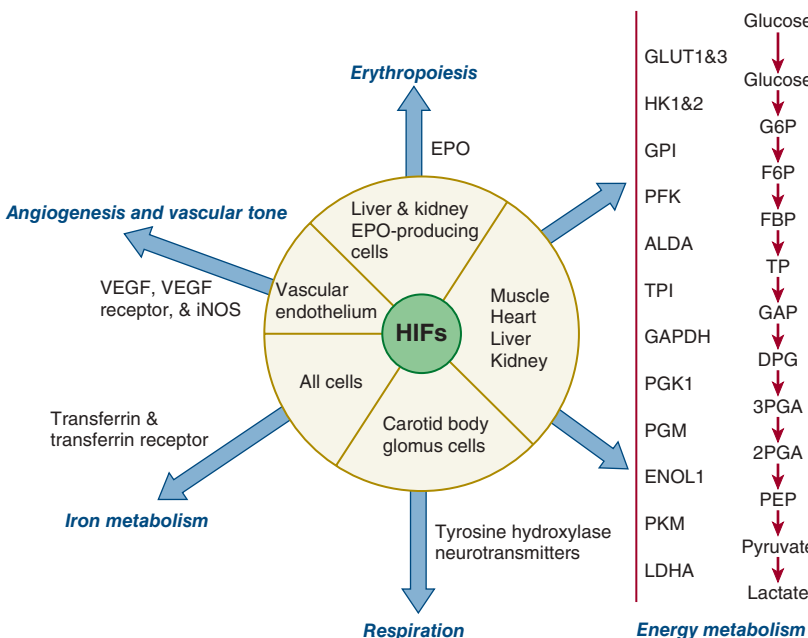 Erythropoiesis
EPO
Angiogenesis and vascular tone
VEGF, VEGF
receptor, & iNOS
Liver & kidney
EPO-producing
cells
Vascular
endothelium
HIFs
Muscle
Heart
Liver
Kidney
All cells
Carotid body
glomus cells
Transferrin &
transferrin receptor
Iron metabolism
Tyrosine hydroxylase
neurotransmitters
Respiration
Glucose
GLUT1&3
Glucose
HK1&2
G6P
GPI
F6P
PFK
FBP
ALDA
TP
TPI
GAP
GAPDH
DPG
PGK1
3PGA
PGM
2PGA
ENOL1
PEP
PKM
Pyruvate
LDHA
Lactate
Energy metabolism